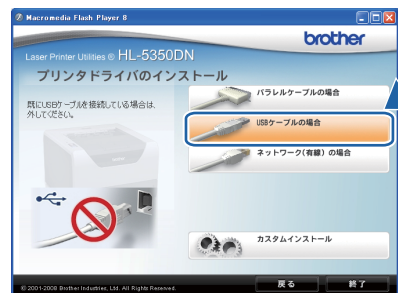 Macromedia Flash Player 8
brother
Laser Printer Utilities © HL-5350DN
プリンタドライバのインストール
既にUSBケーブルを接続している場合は、
外してください。
パラレルケーブルの場合
USBケーブルの場合
ネットワーク(有線)の場合
カスタムインストール
© 2001-2008 Brother Industries, Ltd. All Rights Reserved.
戻る
終了